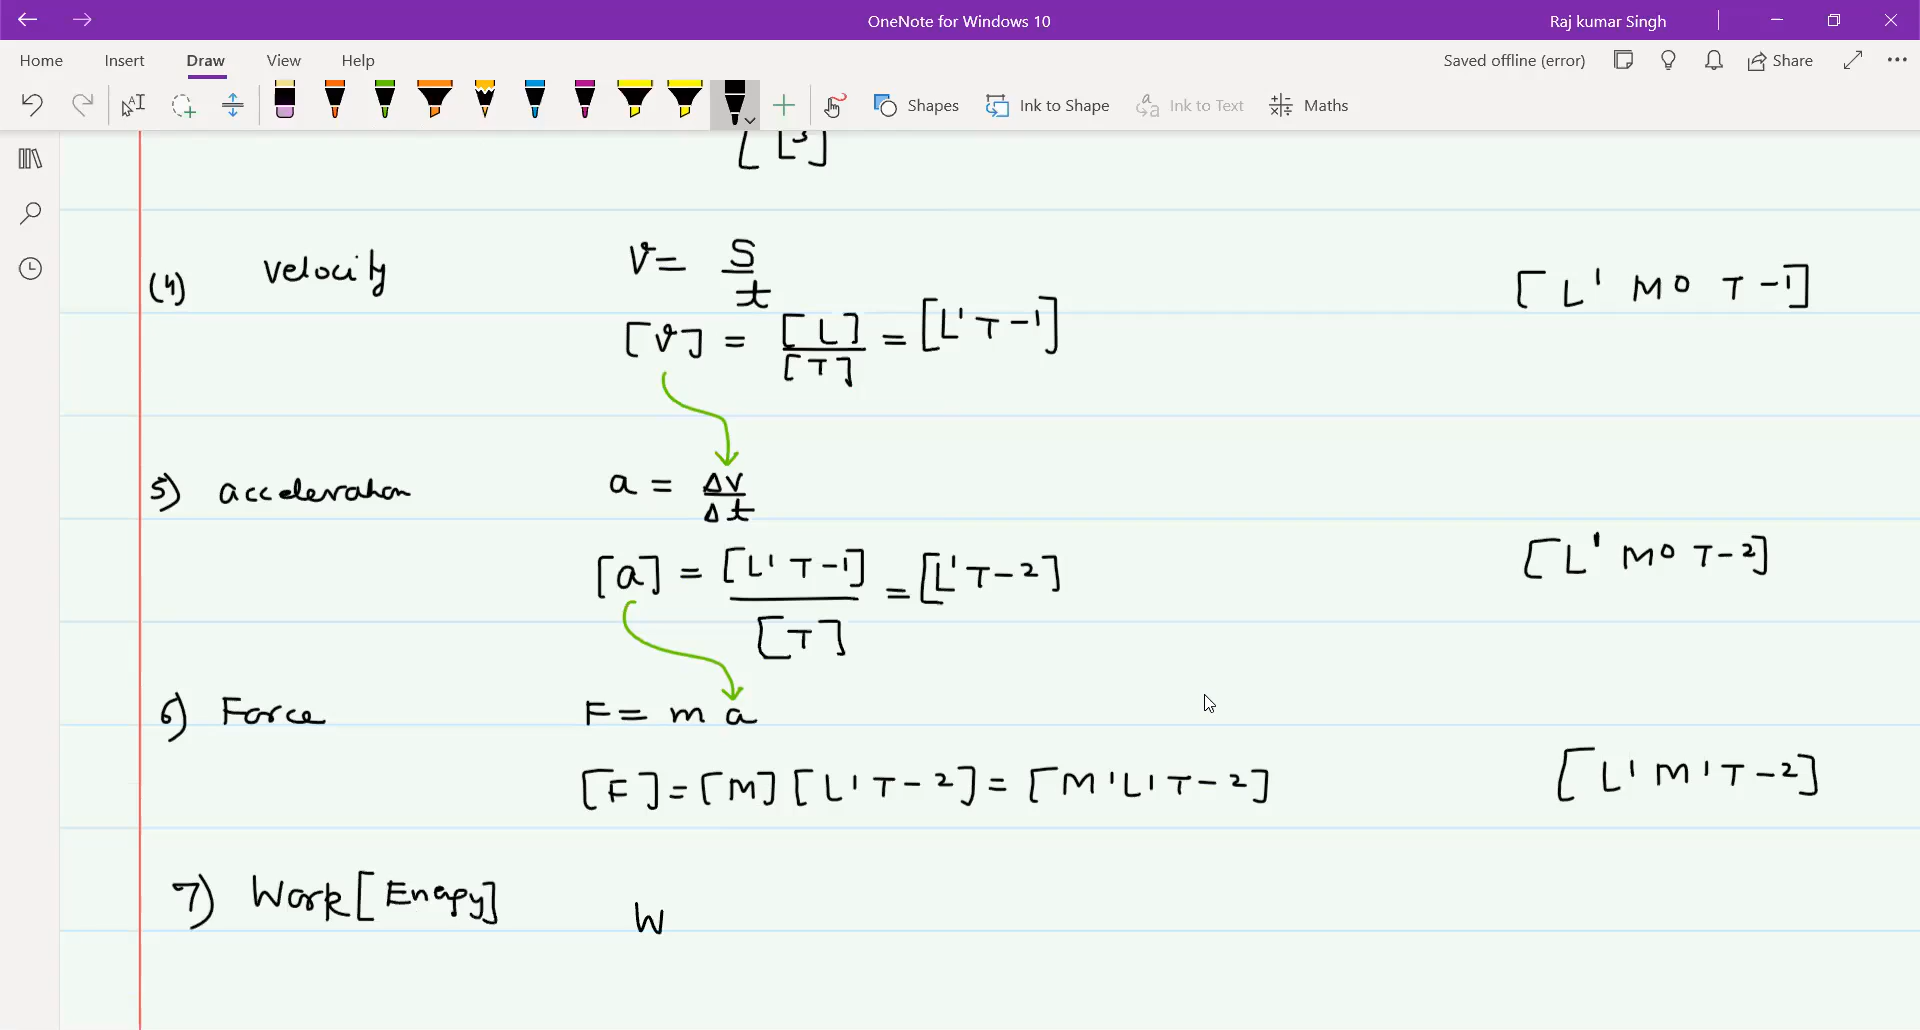 OneNote for Windows 10
Raj kumar Singh
Home Insert Draw View Help
Saved offline (error) Share
Shapes Ink to Shape Ink to Text Maths
[L3]
(4) Velocity V = S/t [L¹ M⁰ T-¹]
[V] = [L]/[T] = [L¹ T-¹]
5) acceleration a = ΔV/Δt
[a] = [L¹ T-¹]/[T] = [L¹ T-²] [L¹ M⁰ T-²]
6) Force F = m a
[F] = [M] [L¹ T-²] = [M¹ L¹ T-²] [L¹ M¹ T-²]
7) Work [Energy] W